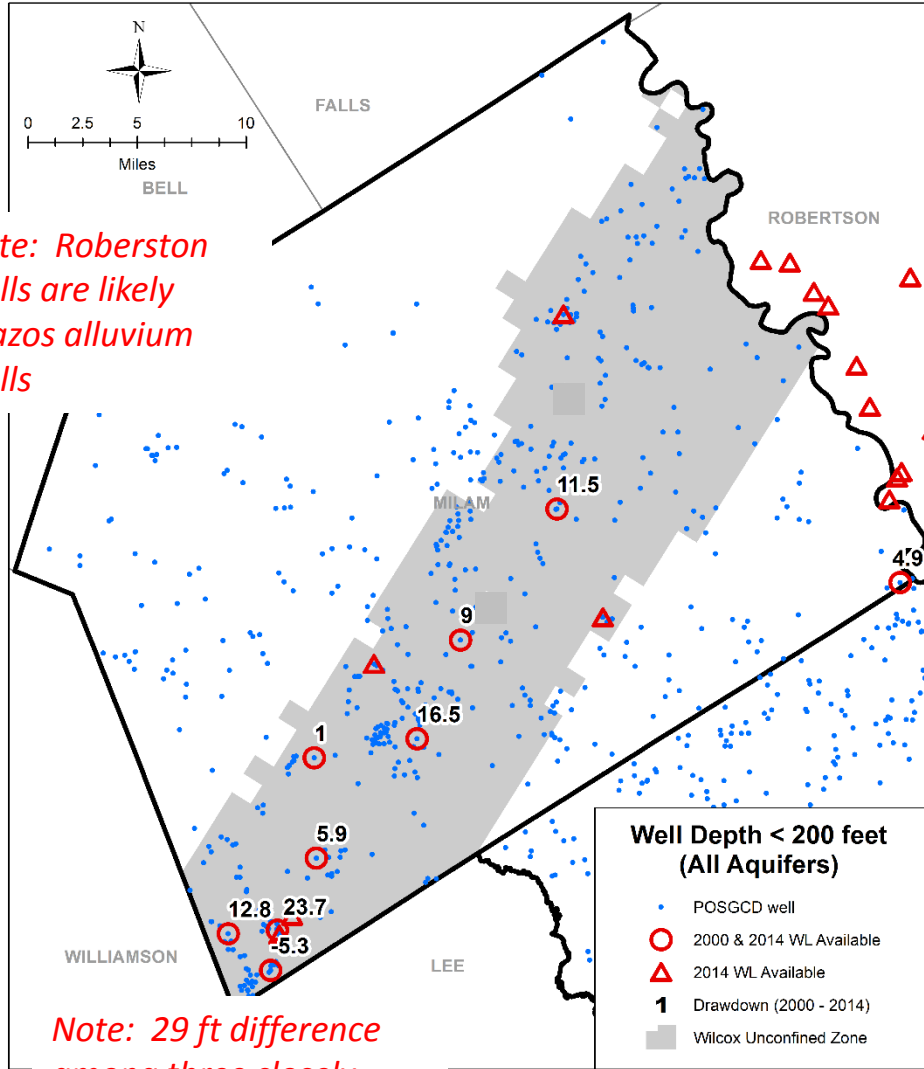 N
0 2.5 5 10
Miles
FALLS
BELL
ROBERTSON
te: Roberston
lls are likely
azos alluvium
lls
11.5
MILAM
4.9
9
16.5
1
5.9
12.8
23.7
-5.3
WILLIAMSON
LEE
Note: 29 ft difference
among three closely
Well Depth < 200 feet
(All Aquifers)
POSGCD well
2000 & 2014 WL Available
2014 WL Available
1 Drawdown (2000 - 2014)
Wilcox Unconfined Zone